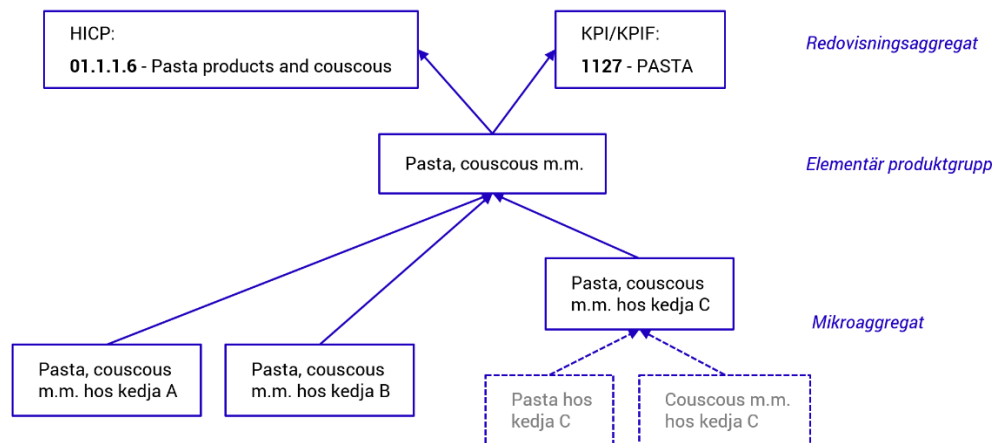 HICP:
01.1.1.6 - Pasta products and couscous
KPI/KPIF:
1127 - PASTA
Redovisningsaggregat
Pasta, couscous m.m.
Elementär produktgrupp
Pasta, couscous
m.m. hos kedja C
Mikroaggregat
Pasta, couscous
m.m. hos kedja A
Pasta, couscous
m.m. hos kedja B
Pasta hos
kedja C
Couscous m.m.
hos kedja C